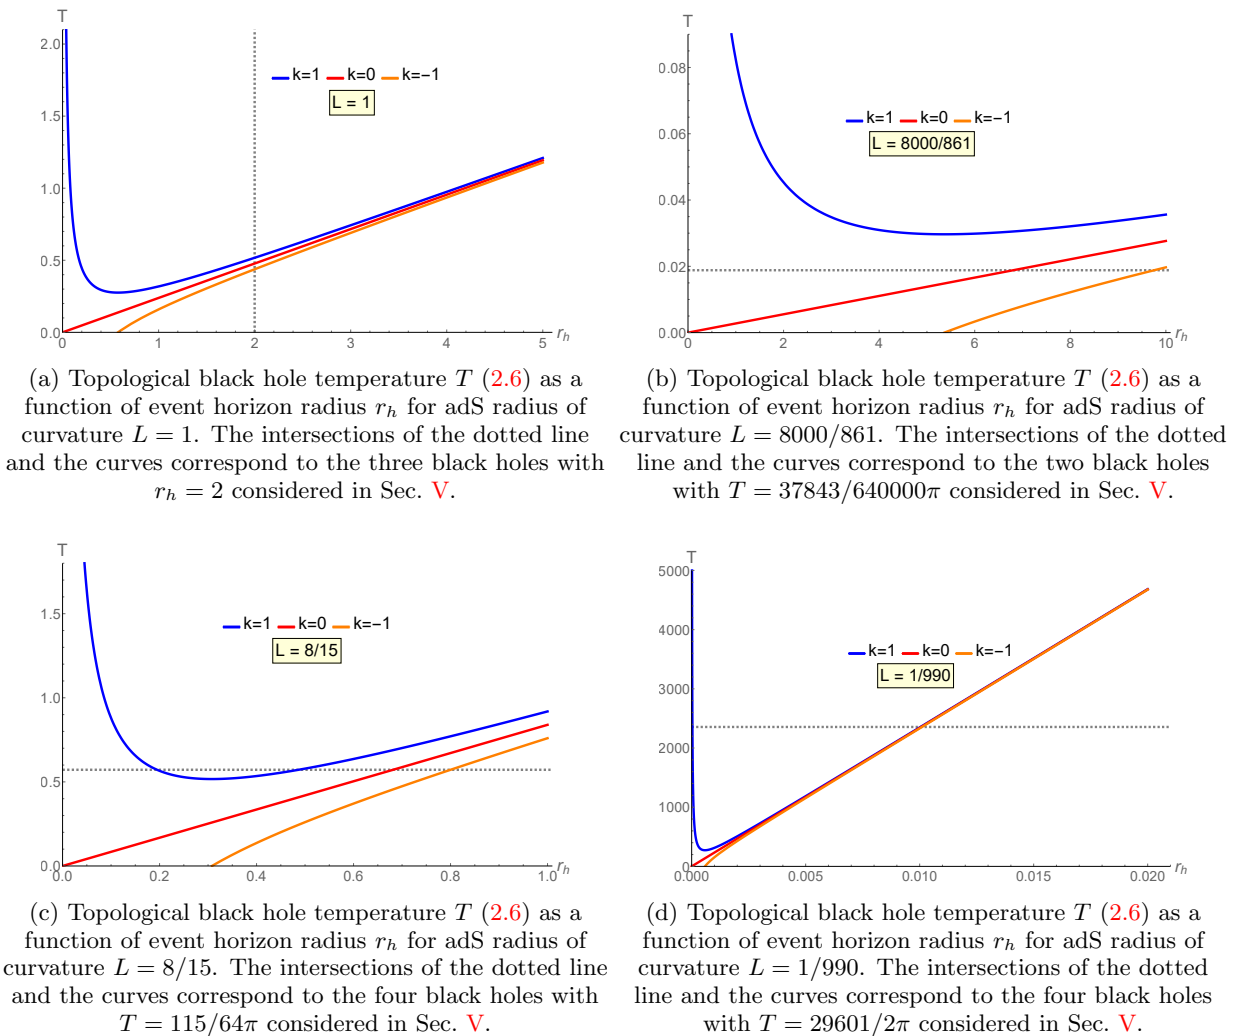 T
2.0
1.5
1.0
0.5
0.0
0 1 2 3 4 5
r_h
k=1 k=0 k=−1
L = 1
(a) Topological black hole temperature T (2.6) as a
function of event horizon radius r_h for adS radius of
curvature L = 1. The intersections of the dotted line
and the curves correspond to the three black holes with
r_h = 2 considered in Sec. V.
T
0.08
0.06
0.04
0.02
0.00
0 2 4 6 8 10
r_h
k=1 k=0 k=−1
L = 8000/861
(b) Topological black hole temperature T (2.6) as a
function of event horizon radius r_h for adS radius of
curvature L = 8000/861. The intersections of the dotted
line and the curves correspond to the two black holes
with T = 37843/640000π considered in Sec. V.
T
1.5
1.0
0.5
0.0
0.0 0.2 0.4 0.6 0.8 1.0
r_h
k=1 k=0 k=−1
L = 8/15
(c) Topological black hole temperature T (2.6) as a
function of event horizon radius r_h for adS radius of
curvature L = 8/15. The intersections of the dotted line
and the curves correspond to the four black holes with
T = 115/64π considered in Sec. V.
T
5000
4000
3000
2000
1000
0
0.000 0.005 0.010 0.015 0.020
r_h
k=1 k=0 k=−1
L = 1/990
(d) Topological black hole temperature T (2.6) as a
function of event horizon radius r_h for adS radius of
curvature L = 1/990. The intersections of the dotted
line and the curves correspond to the four black holes
with T = 29601/2π considered in Sec. V.